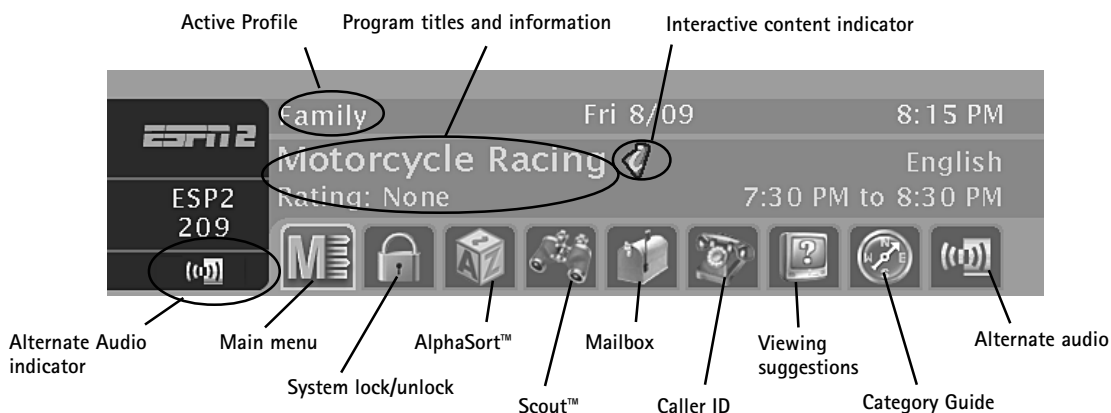 Active Profile
Program titles and information
Interactive content indicator
Family
Fri 8/09
8:15 PM
ESPN 2
Motorcycle Racing
English
ESP2
Rating: None
7:30 PM to 8:30 PM
209
M
A Z
?
N
W E
Alternate Audio
indicator
Main menu
AlphaSort™
Mailbox
Viewing
suggestions
Alternate audio
System lock/unlock
Scout™
Caller ID
Category Guide